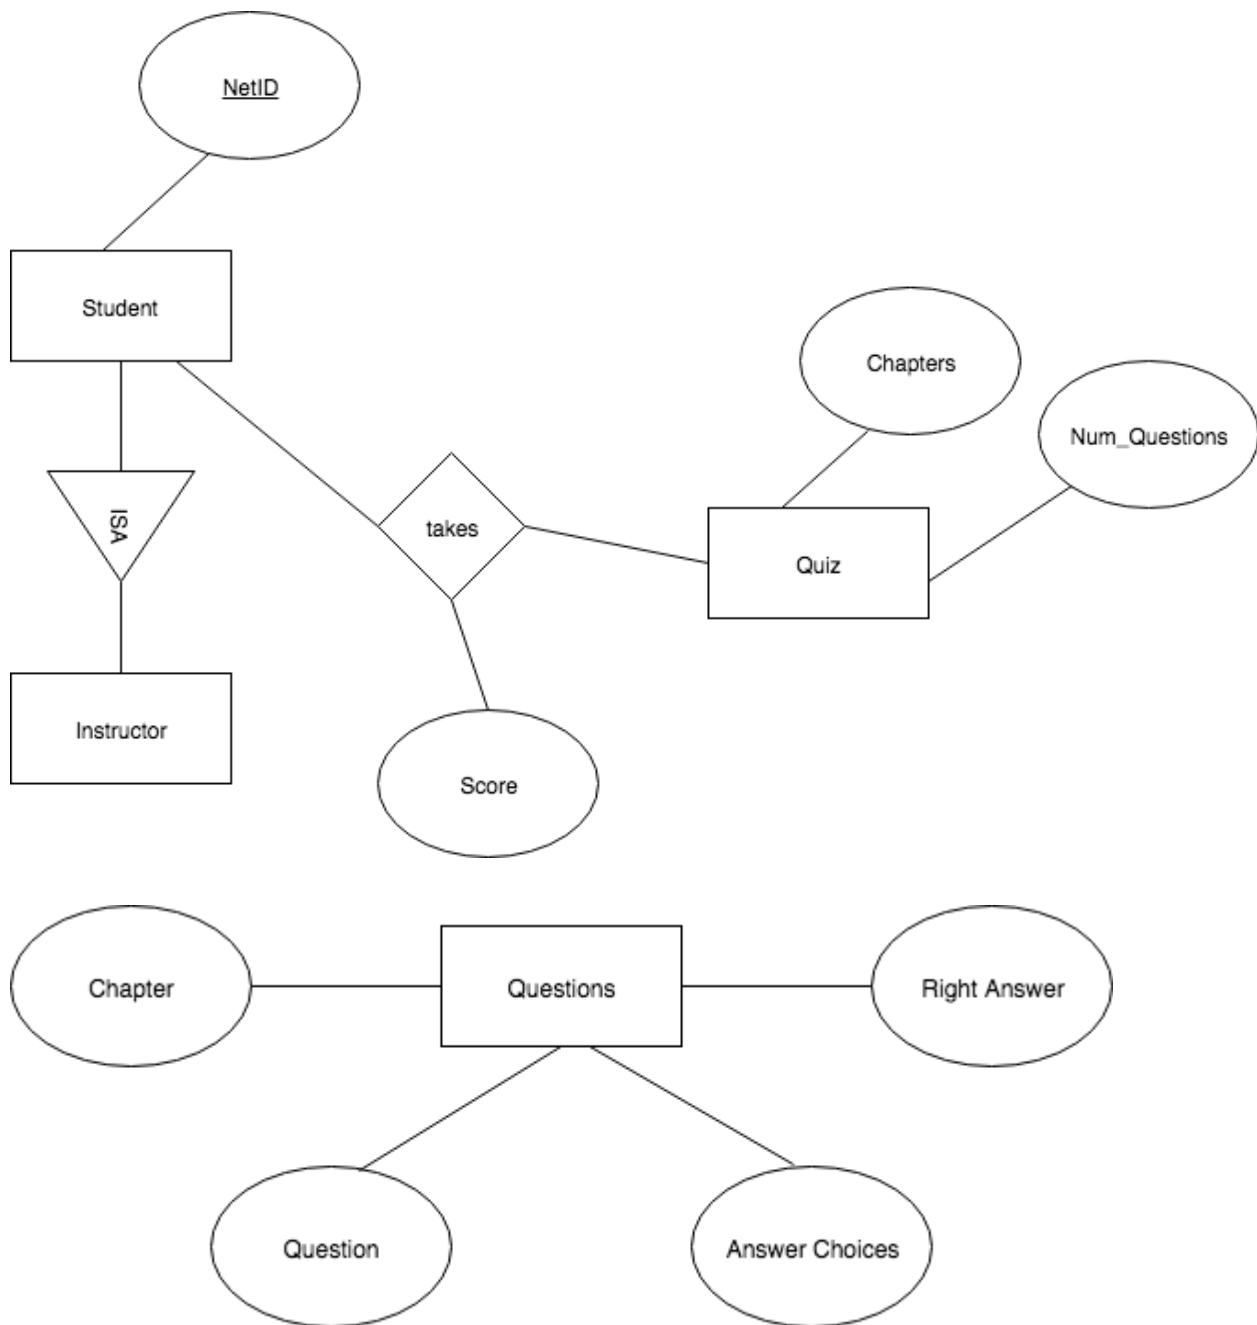 NetID
Student
Chapters
Num_Questions
ISA
takes
Quiz
Instructor
Score
Chapter
Questions
Right Answer
Question
Answer Choices